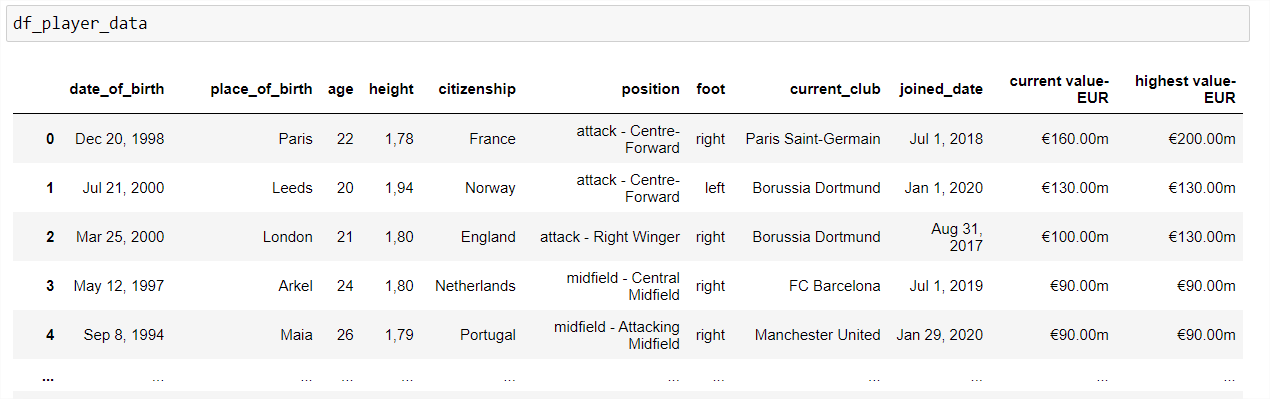 df_player_data
date_of_birth place_of_birth age height citizenship position foot current_club joined_date current value-EUR highest value-EUR
0 Dec 20, 1998 Paris 22 1,78 France attack - Centre-Forward right Paris Saint-Germain Jul 1, 2018 €160.00m €200.00m
1 Jul 21, 2000 Leeds 20 1,94 Norway attack - Centre-Forward left Borussia Dortmund Jan 1, 2020 €130.00m €130.00m
2 Mar 25, 2000 London 21 1,80 England attack - Right Winger right Borussia Dortmund Aug 31, 2017 €100.00m €130.00m
3 May 12, 1997 Arkel 24 1,80 Netherlands midfield - Central Midfield right FC Barcelona Jul 1, 2019 €90.00m €90.00m
4 Sep 8, 1994 Maia 26 1,79 Portugal midfield - Attacking Midfield right Manchester United Jan 29, 2020 €90.00m €90.00m
... ... ... ... ... ... ... ... ... ... ... ...